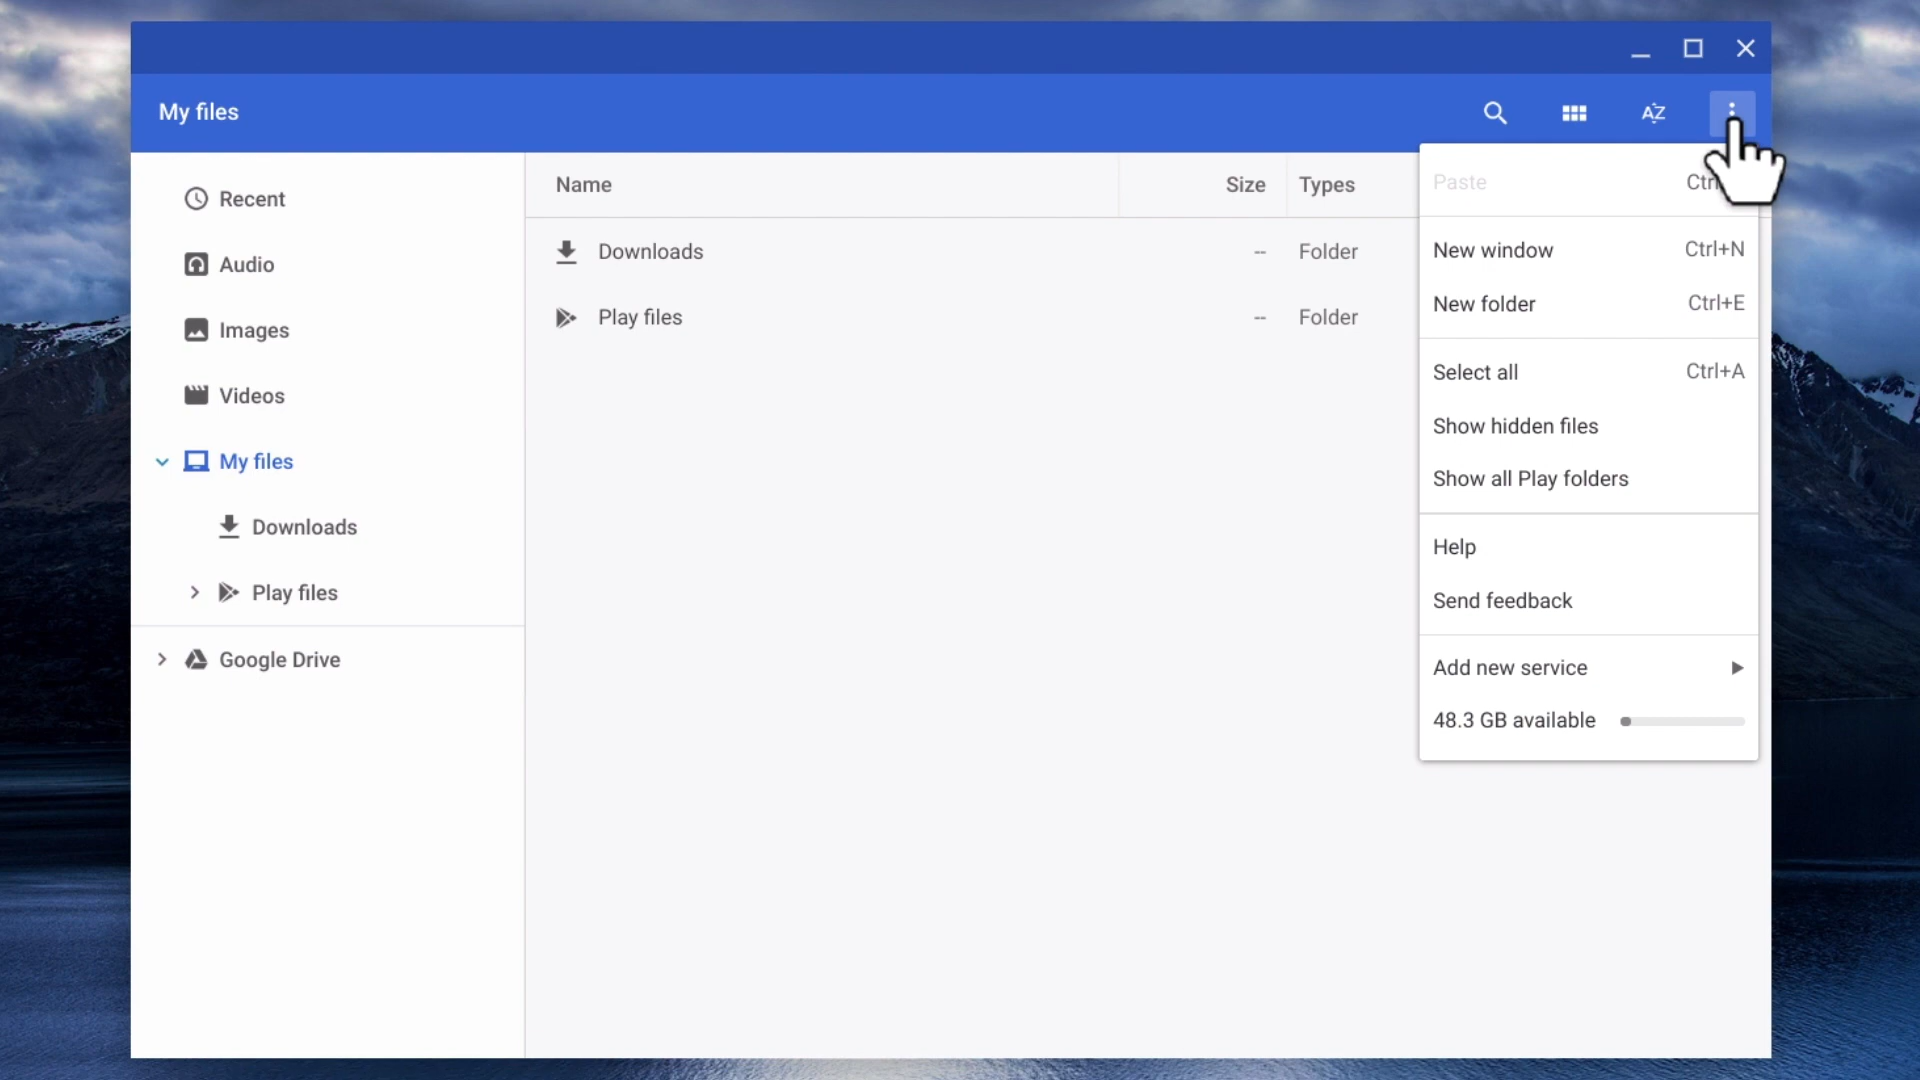 My files
AZ
Recent
Audio
Images
Videos
My files
Downloads
Play files
Google Drive
Name Size Types
Downloads -- Folder
Play files -- Folder
Paste
New window Ctrl+N
New folder Ctrl+E
Select all Ctrl+A
Show hidden files
Show all Play folders
Help
Send feedback
Add new service
48.3 GB available